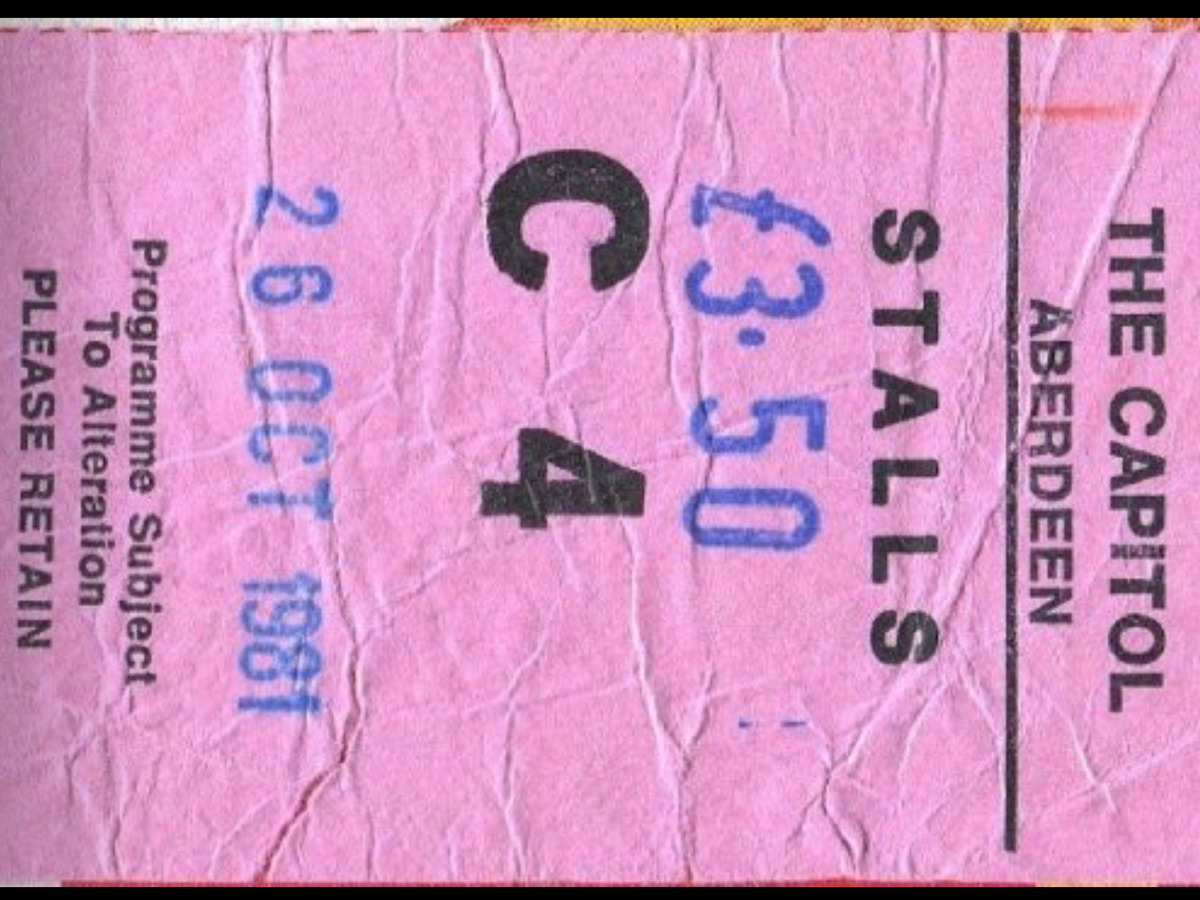 THE CAPITOL
ABERDEEN
STALLS
£3.50
C 4
26 OCT 1981
Programme Subject
To Alteration
PLEASE RETAIN